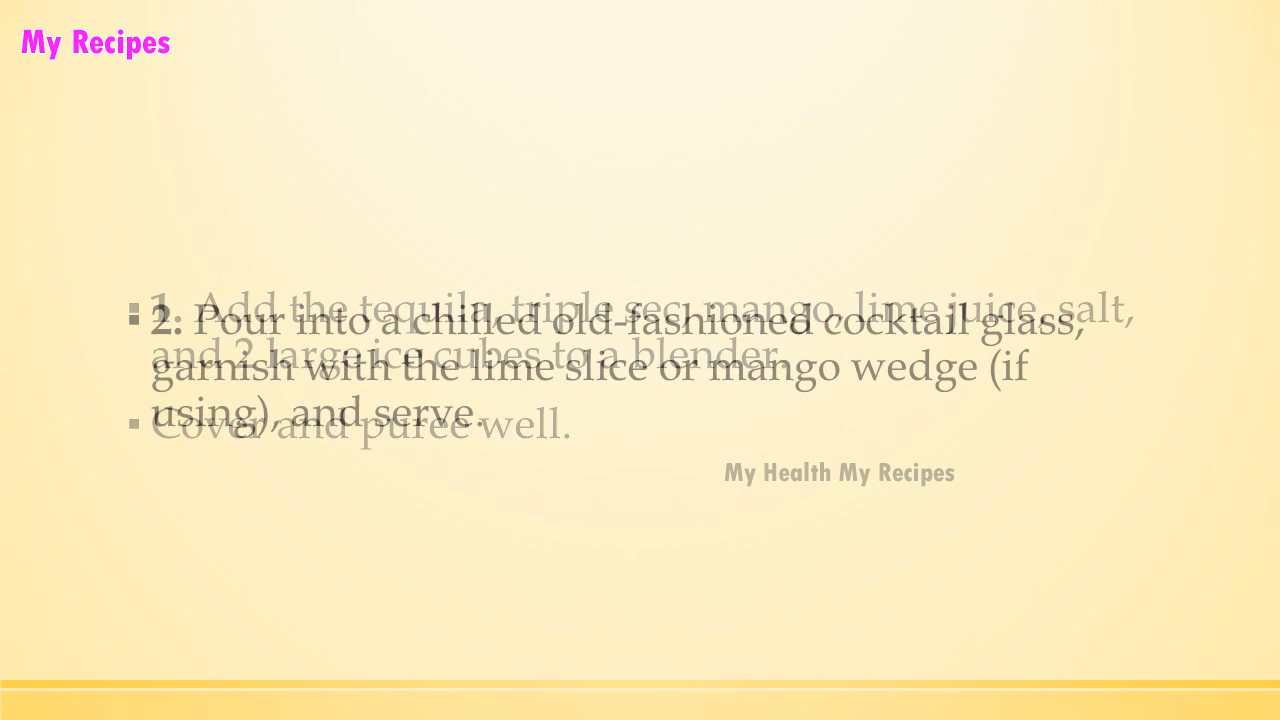 My Recipes
1. Add the tequila, triple sec, mango, lime juice, salt,
and 2 large ice cubes to a blender.
Cover and puree well.
2. Pour into a chilled old-fashioned cocktail glass,
garnish with the lime slice or mango wedge (if
using), and serve.
My Health My Recipes